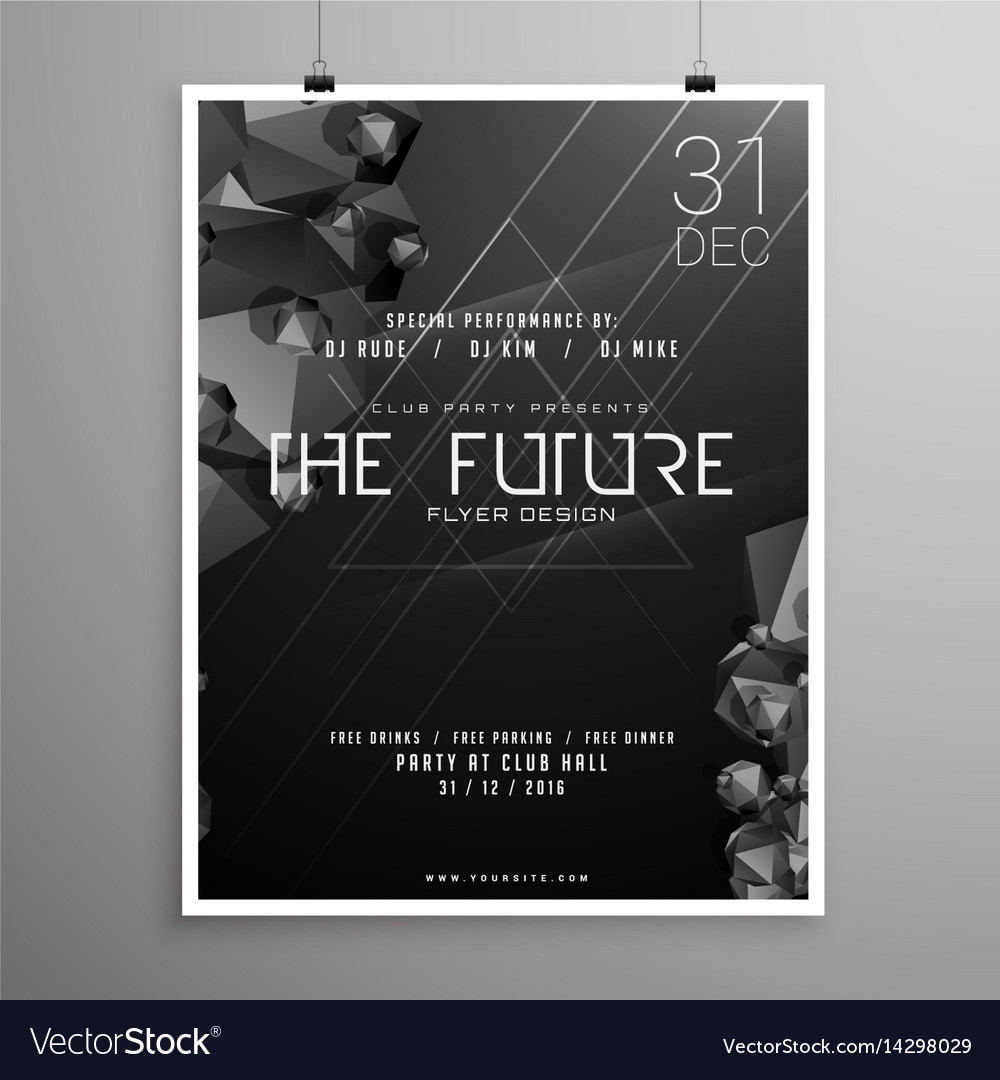 31
DEC
SPECIAL PERFORMANCE BY:
DJ RUDE / DJ KIM / DJ MIKE
CLUB PARTY PRESENTS
THE FUTURE
FLYER DESIGN
FREE DRINKS / FREE PARKING / FREE DINNER
PARTY AT CLUB HALL
31 / 12 / 2016
WWW.YOURSITE.COM
VectorStock®
VectorStock.com/14298029